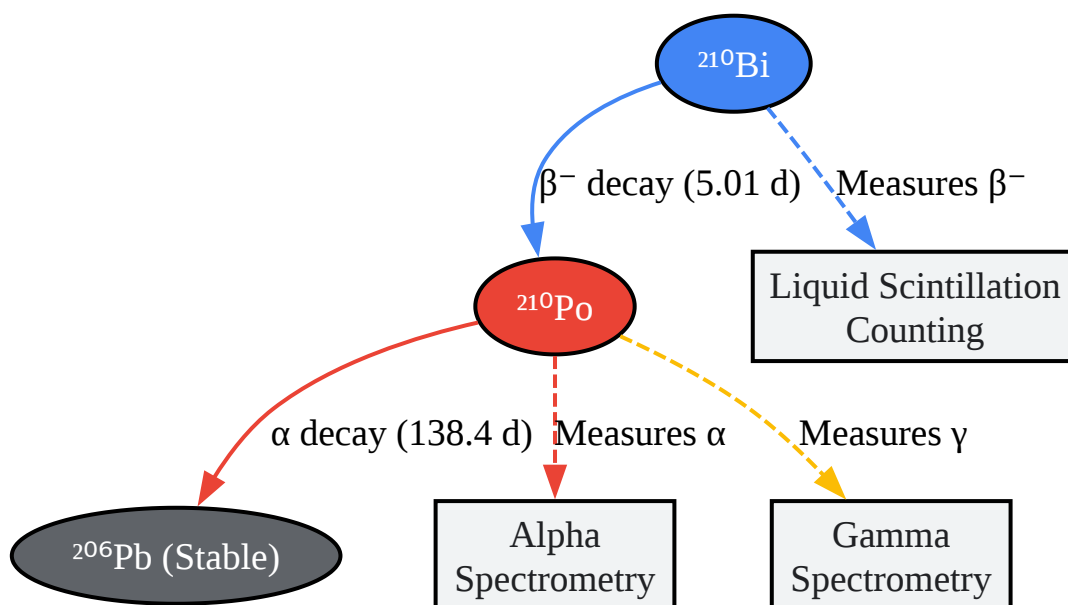 ²¹⁰Bi
β⁻ decay (5.01 d)
Measures β⁻
Liquid Scintillation
Counting
²¹⁰Po
α decay (138.4 d)
Measures α
Measures γ
²⁰⁶Pb (Stable)
Alpha
Spectrometry
Gamma
Spectrometry